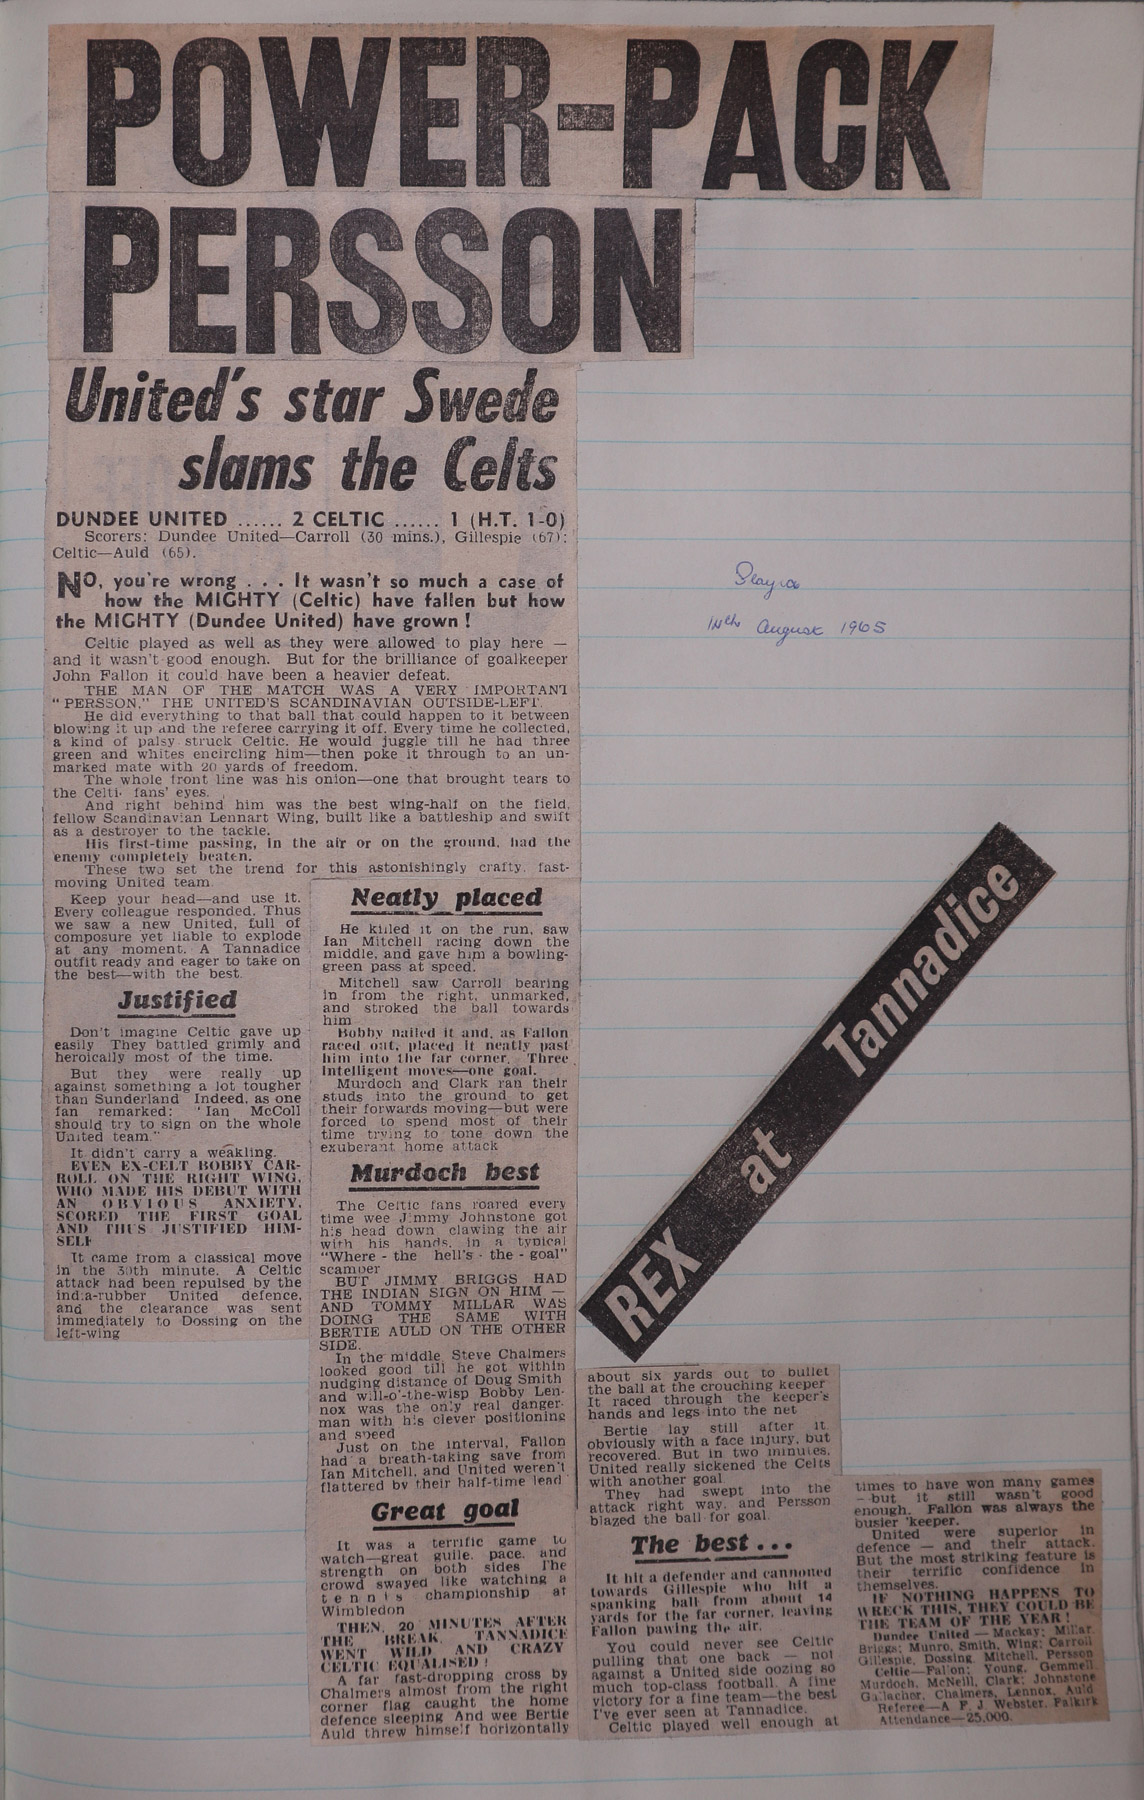 POWER-PACK
PERSSON
United's star Swede
slams the Celts
DUNDEE UNITED ...... 2 CELTIC ...... 1 (H.T. 1-0)
Scorers: Dundee United—Carroll (30 mins.), Gillespie (67);
Celtic—Auld (65).
NO, you're wrong . . . It wasn't so much a case of
how the MIGHTY (Celtic) have fallen but how
the MIGHTY (Dundee United) have grown !
Celtic played as well as they were allowed to play here —
and it wasn't good enough. But for the brilliance of goalkeeper
John Fallon it could have been a heavier defeat.
THE MAN OF THE MATCH WAS A VERY IMPORTANT
"PERSSON," THE UNITED'S SCANDINAVIAN OUTSIDE-LEFT.
He did everything to that ball that could happen to it between
blowing it up and the referee carrying it off. Every time he collected,
a kind of palsy struck Celtic. He would juggle till he had three
green and whites encircling him—then poke it through to an un-
marked mate with 20 yards of freedom.
The whole front line was his onion—one that brought tears to
the Celti. fans' eyes.
And right behind him was the best wing-half on the field,
fellow Scandinavian Lennart Wing, built like a battleship and swift
as a destroyer to the tackle.
His first-time passing, in the air or on the ground, had the
enemy completely beaten.
These two set the trend for this astonishingly crafty, fast-
moving United team.
Keep your head—and use it.
Every colleague responded. Thus
we saw a new United, full of
composure yet liable to explode
at any moment. A Tannadice
outfit ready and eager to take on
the best—with the best.
Justified
Don't imagine Celtic gave up
easily They battled grimly and
heroically most of the time.
But they were really up
against something a lot tougher
than Sunderland Indeed, as one
fan remarked: "Ian McColl
should try to sign on the whole
United team."
It didn't carry a weakling.
EVEN EX-CELT BOBBY CAR-
ROLL ON THE RIGHT WING,
WHO MADE HIS DEBUT WITH
AN OBVIOUS ANXIETY,
SCORED THE FIRST GOAL
AND THUS JUSTIFIED HIM-
SELF
It came from a classical move
in the 30th minute. A Celtic
attack had been repulsed by the
india-rubber United defence,
and the clearance was sent
immediately to Dossing on the
left-wing
Neatly placed
He killed it on the run, saw
Ian Mitchell racing down the
middle, and gave him a bowling-
green pass at speed.
Mitchell saw Carroll bearing
in from the right, unmarked,
and stroked the ball towards
him
Bobby nailed it and, as Fallon
raced out, placed it neatly past
him into the far corner. Three
intelligent moves—one goal.
Murdoch and Clark ran their
studs into the ground to get
their forwards moving—but were
forced to spend most of their
time trying to tone down the
exuberant home attack
Murdoch best
The Celtic fans roared every
time wee Jimmy Johnstone got
his head down, clawing the air
with his hands, in a typical
"Where - the hell's - the - goal"
scamper
BUT JIMMY BRIGGS HAD
THE INDIAN SIGN ON HIM —
AND TOMMY MILLAR WAS
DOING THE SAME WITH
BERTIE AULD ON THE OTHER
SIDE.
In the middle Steve Chalmers
looked good till he got within
nudging distance of Doug Smith
and will-o'-the-wisp Bobby Len-
nox was the only real danger-
man with his clever positioning
and speed
Just on the interval, Fallon
had a breath-taking save from
Ian Mitchell, and United weren't
flattered by their half-time lead
Great goal
It was a terrific game to
watch—great guile, pace, and
strength on both sides The
crowd swayed like watching a
tennis championship at
Wimbledon
THEN, 20 MINUTES AFTER
THE BREAK, TANNADICE
WENT WILD AND CRAZY
CELTIC EQUALISED !
A far fast-dropping cross by
Chalmers almost from the right
corner flag caught the home
defence sleeping And wee Bertie
Auld threw himself horizontally
about six yards out to bullet
the ball at the crouching keeper
It raced through the keeper's
hands and legs into the net
Bertie lay still after it
obviously with a face injury, but
recovered. But in two minutes,
United really sickened the Celts
with another goal
They had swept into the
attack right way, and Persson
blazed the ball for goal.
The best . . .
It hit a defender and cannoned
towards Gillespie who hit a
spanking ball from about 14
yards for the far corner, leaving
Fallon pawing the air.
You could never see Celtic
pulling that one back — not
against a United side oozing so
much top-class football. A fine
victory for a fine team—the best
I've ever seen at Tannadice.
Celtic played well enough at
times to have won many games
—but it still wasn't good
enough. Fallon was always the
busier 'keeper.
United were superior in
defence — and their attack.
But the most striking feature is
their terrific confidence in
themselves.
IF NOTHING HAPPENS TO
WRECK THIS, THEY COULD BE
THE TEAM OF THE YEAR !
Dundee United — Mackay; Millar,
Briggs; Munro, Smith, Wing; Carroll
Gillespie, Dossing, Mitchell, Persson
Celtic—Fallon; Young, Gemmell,
Murdoch, McNeill, Clark; Johnstone
Gallacher, Chalmers, Lennox, Auld
Referee—A F. J. Webster, Falkirk
Attendance—25,000.
REX at Tannadice
14th August 1965